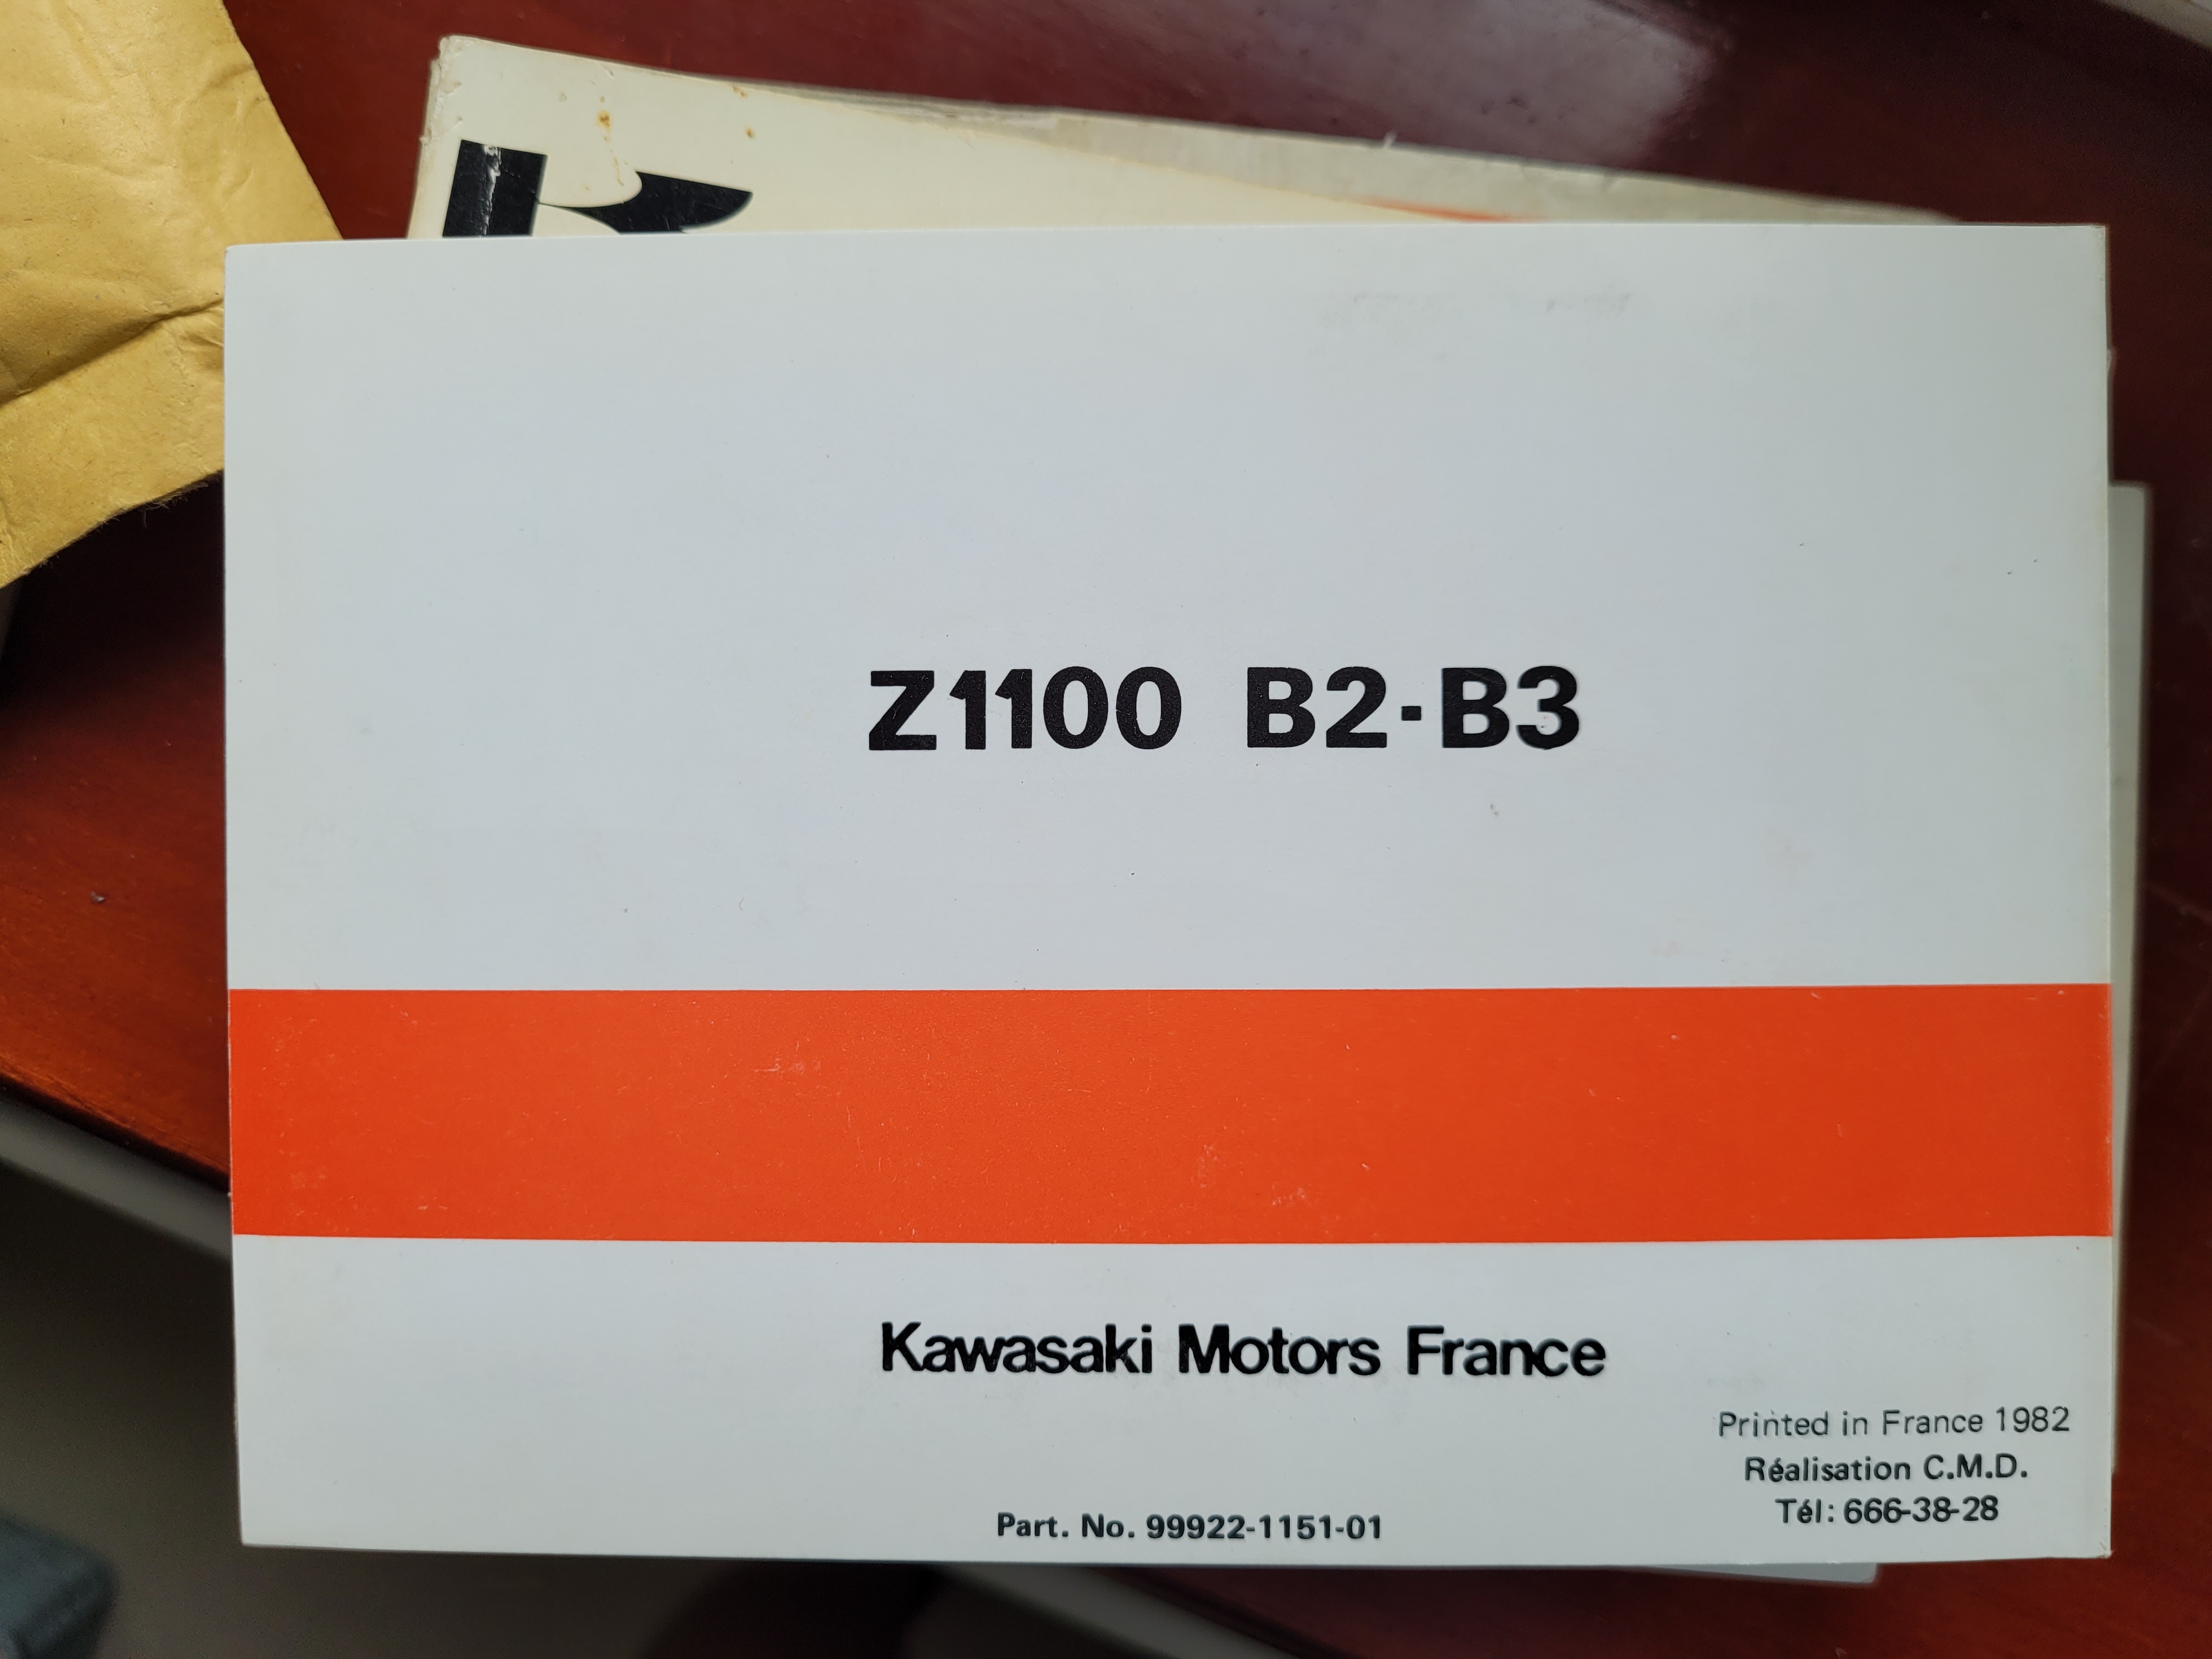 Z1100 B2·B3
Kawasaki Motors France
Printed in France 1982
Réalisation C.M.D.
Tél: 666-38-28
Part. No. 99922-1151-01